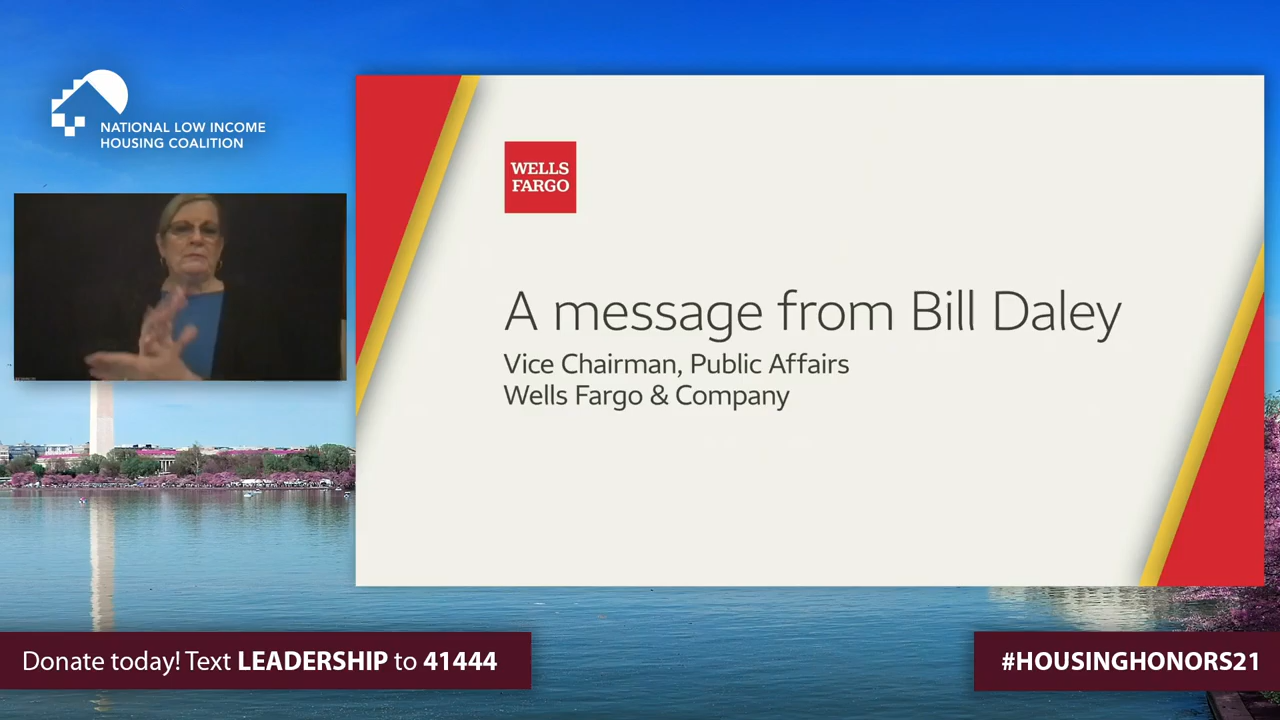 NATIONAL LOW INCOME
HOUSING COALITION
WELLS
FARGO
A message from Bill Daley
Vice Chairman, Public Affairs
Wells Fargo & Company
Donate today! Text LEADERSHIP to 41444
#HOUSINGHONORS21